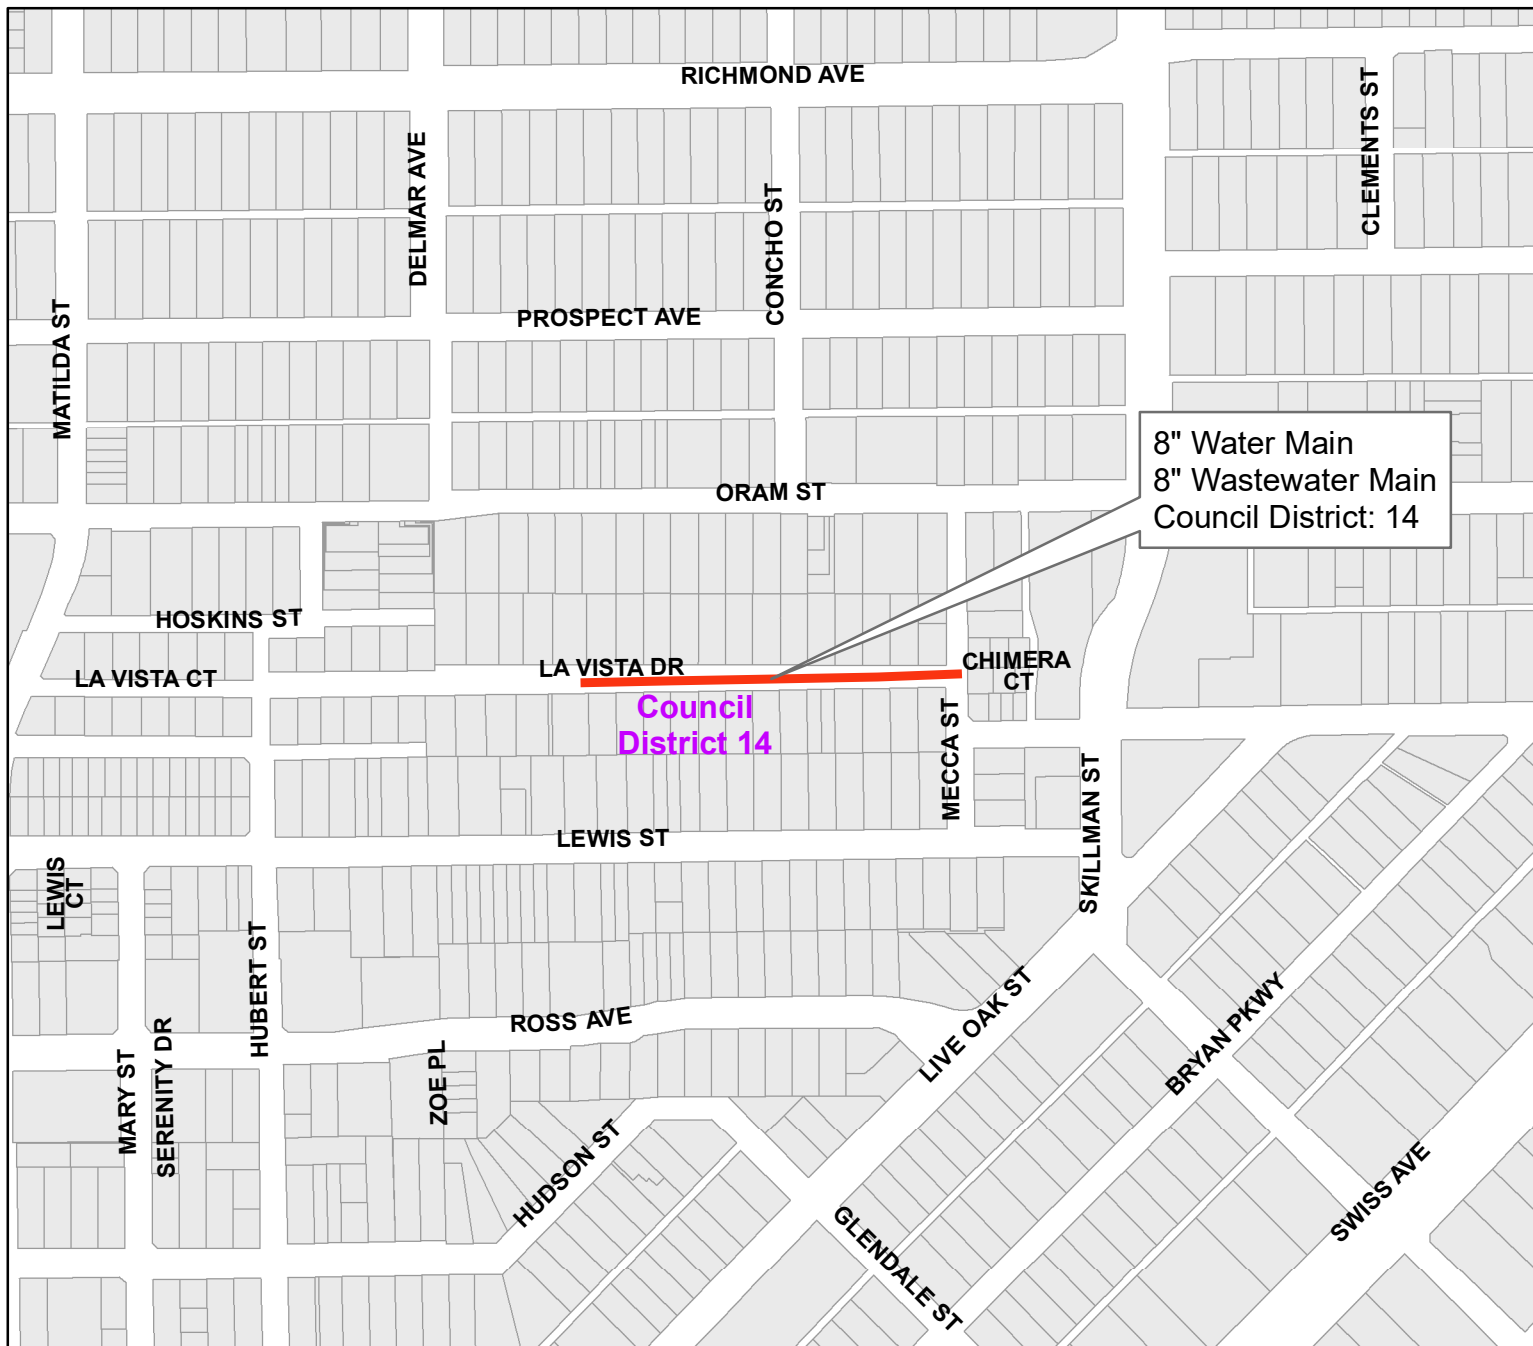 RICHMOND AVE
CLEMENTS ST
DELMAR AVE
CONCHO ST
MATILDA ST
PROSPECT AVE
8" Water Main
8" Wastewater Main
Council District: 14
ORAM ST
HOSKINS ST
LA VISTA DR
CHIMERA
CT
LA VISTA CT
Council
District 14
MECCA ST
SKILLMAN ST
LEWIS ST
LEWIS
CT
HUBERT ST
ROSS AVE
LIVE OAK ST
BRYAN PKWY
MARY ST
SERENITY DR
ZOE PL
HUDSON ST
GLENDALE ST
SWISS AVE